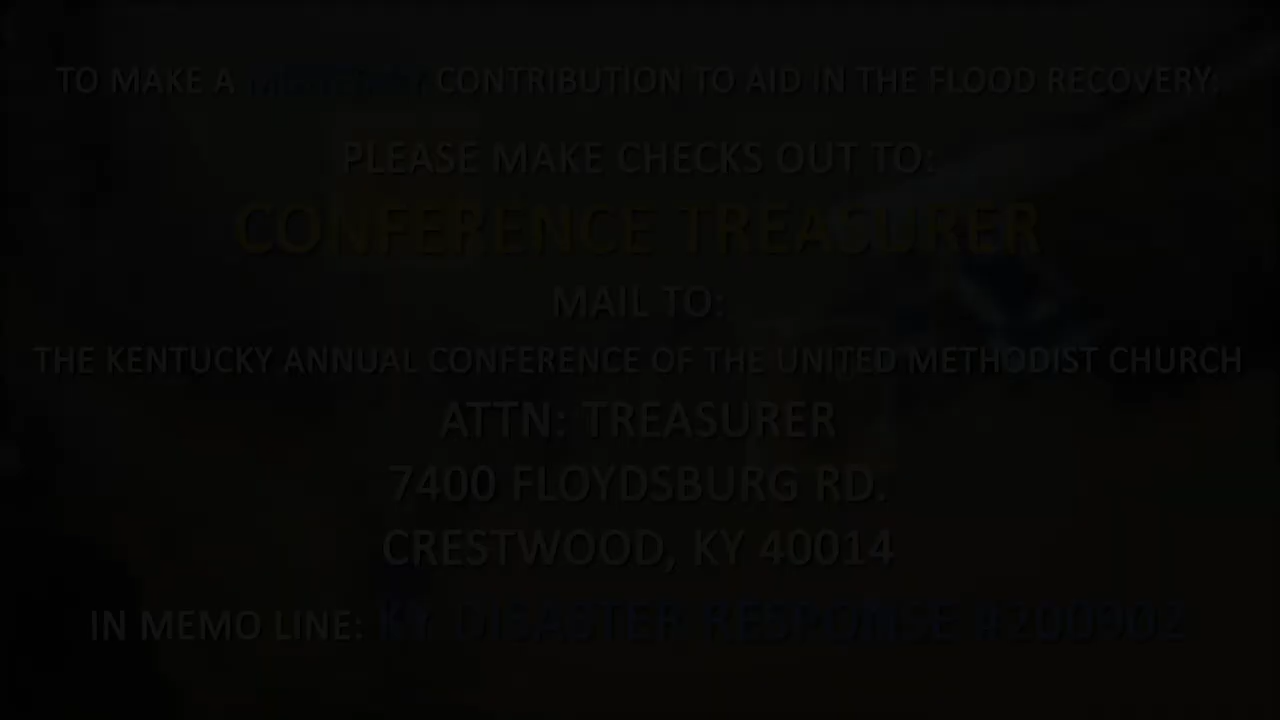 TO MAKE A MONETARY CONTRIBUTION TO AID IN THE FLOOD RECOVERY:
PLEASE MAKE CHECKS OUT TO:
CONFERENCE TREASURER
MAIL TO:
THE KENTUCKY ANNUAL CONFERENCE OF THE UNITED METHODIST CHURCH
ATTN: TREASURER
7400 FLOYDSBURG RD.
CRESTWOOD, KY 40014
IN MEMO LINE: KY DISASTER RESPONSE #200902